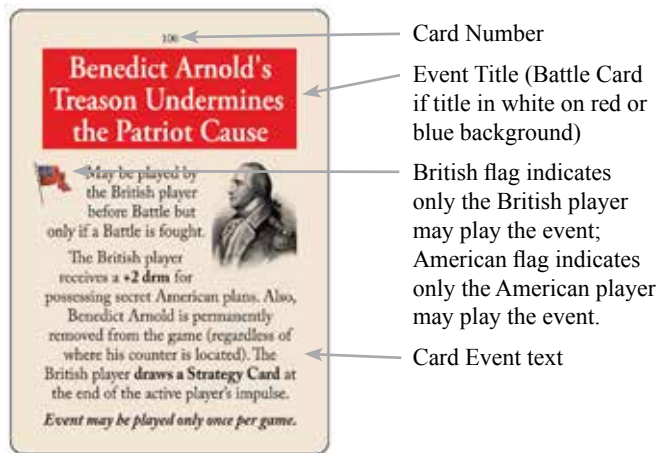 106
Benedict Arnold's
Treason Undermines
the Patriot Cause
May be played by
the British player
before Battle but
only if a Battle is fought.
The British player
receives a +2 drm for
possessing secret American plans. Also,
Benedict Arnold is permanently
removed from the game (regardless of
where his counter is located). The
British player draws a Strategy Card at
the end of the active player's impulse.
Event may be played only once per game.
Card Number
Event Title (Battle Card
if title in white on red or
blue background)
British flag indicates
only the British player
may play the event;
American flag indicates
only the American player
may play the event.
Card Event text